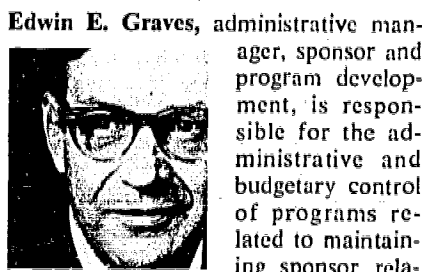 Edwin E. Graves, administrative man-
ager, sponsor and
program develop-
ment, is respon-
sible for the ad-
ministrative and
budgetary control
of programs re-
lated to maintain-
ing sponsor rela-